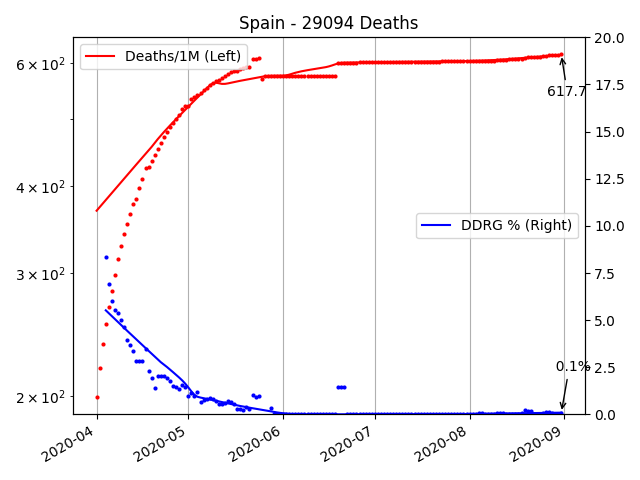 Spain - 29094 Deaths
Deaths/1M (Left)
DDRG % (Right)
617.7
0.1%
6 × 10²
4 × 10²
3 × 10²
2 × 10²
20.0
17.5
15.0
12.5
10.0
7.5
5.0
2.5
0.0
2020-04
2020-05
2020-06
2020-07
2020-08
2020-09